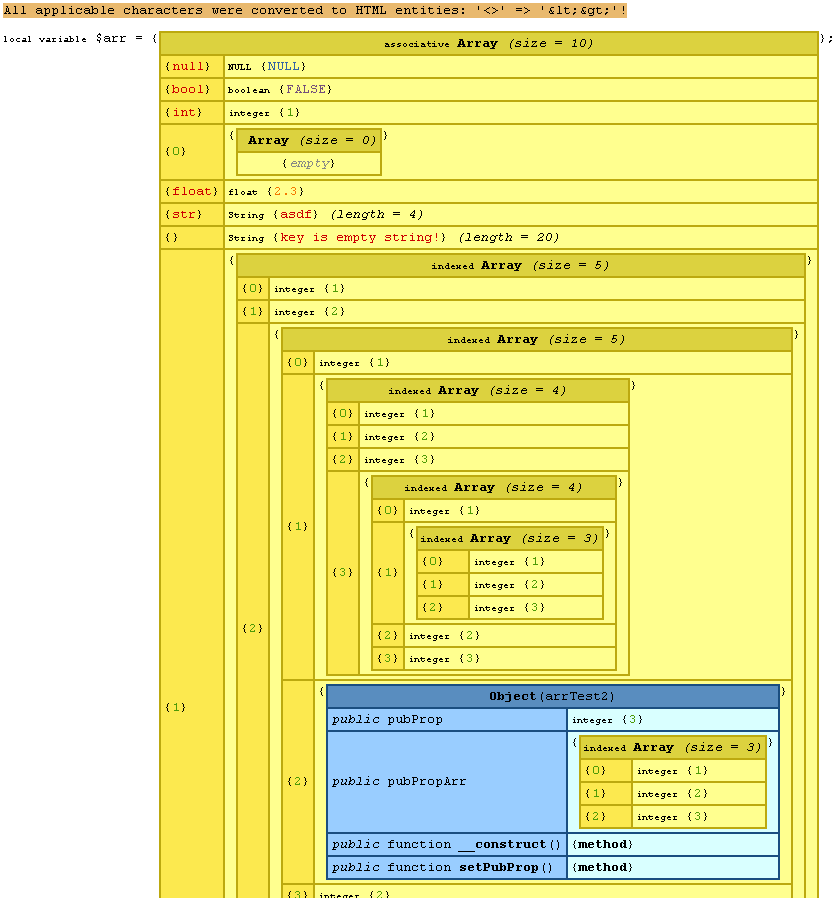 All applicable characters were converted to HTML entities: '<>' => '&lt;&gt;'!
local variable $arr = {
associative Array (size = 10)
};
{null} NULL {NULL}
{bool} boolean {FALSE}
{int} integer {1}
{0} { Array (size = 0) }
{empty}
{float} float {2.3}
{str} String {asdf} (length = 4)
{} String {key is empty string!} (length = 20)
{1} { indexed Array (size = 5) }
{0} integer {1}
{1} integer {2}
{2} { indexed Array (size = 5) }
{0} integer {1}
{1} { indexed Array (size = 4) }
{0} integer {1}
{1} integer {2}
{2} integer {3}
{3} { indexed Array (size = 4) }
{0} integer {1}
{1} { indexed Array (size = 3) }
{0} integer {1}
{1} integer {2}
{2} integer {3}
{2} integer {2}
{3} integer {3}
{2} { Object(arrTest2) }
public pubProp integer {3}
public pubPropArr { indexed Array (size = 3) }
{0} integer {1}
{1} integer {2}
{2} integer {3}
public function __construct() {method}
public function setPubProp() {method}
{3} integer {2}